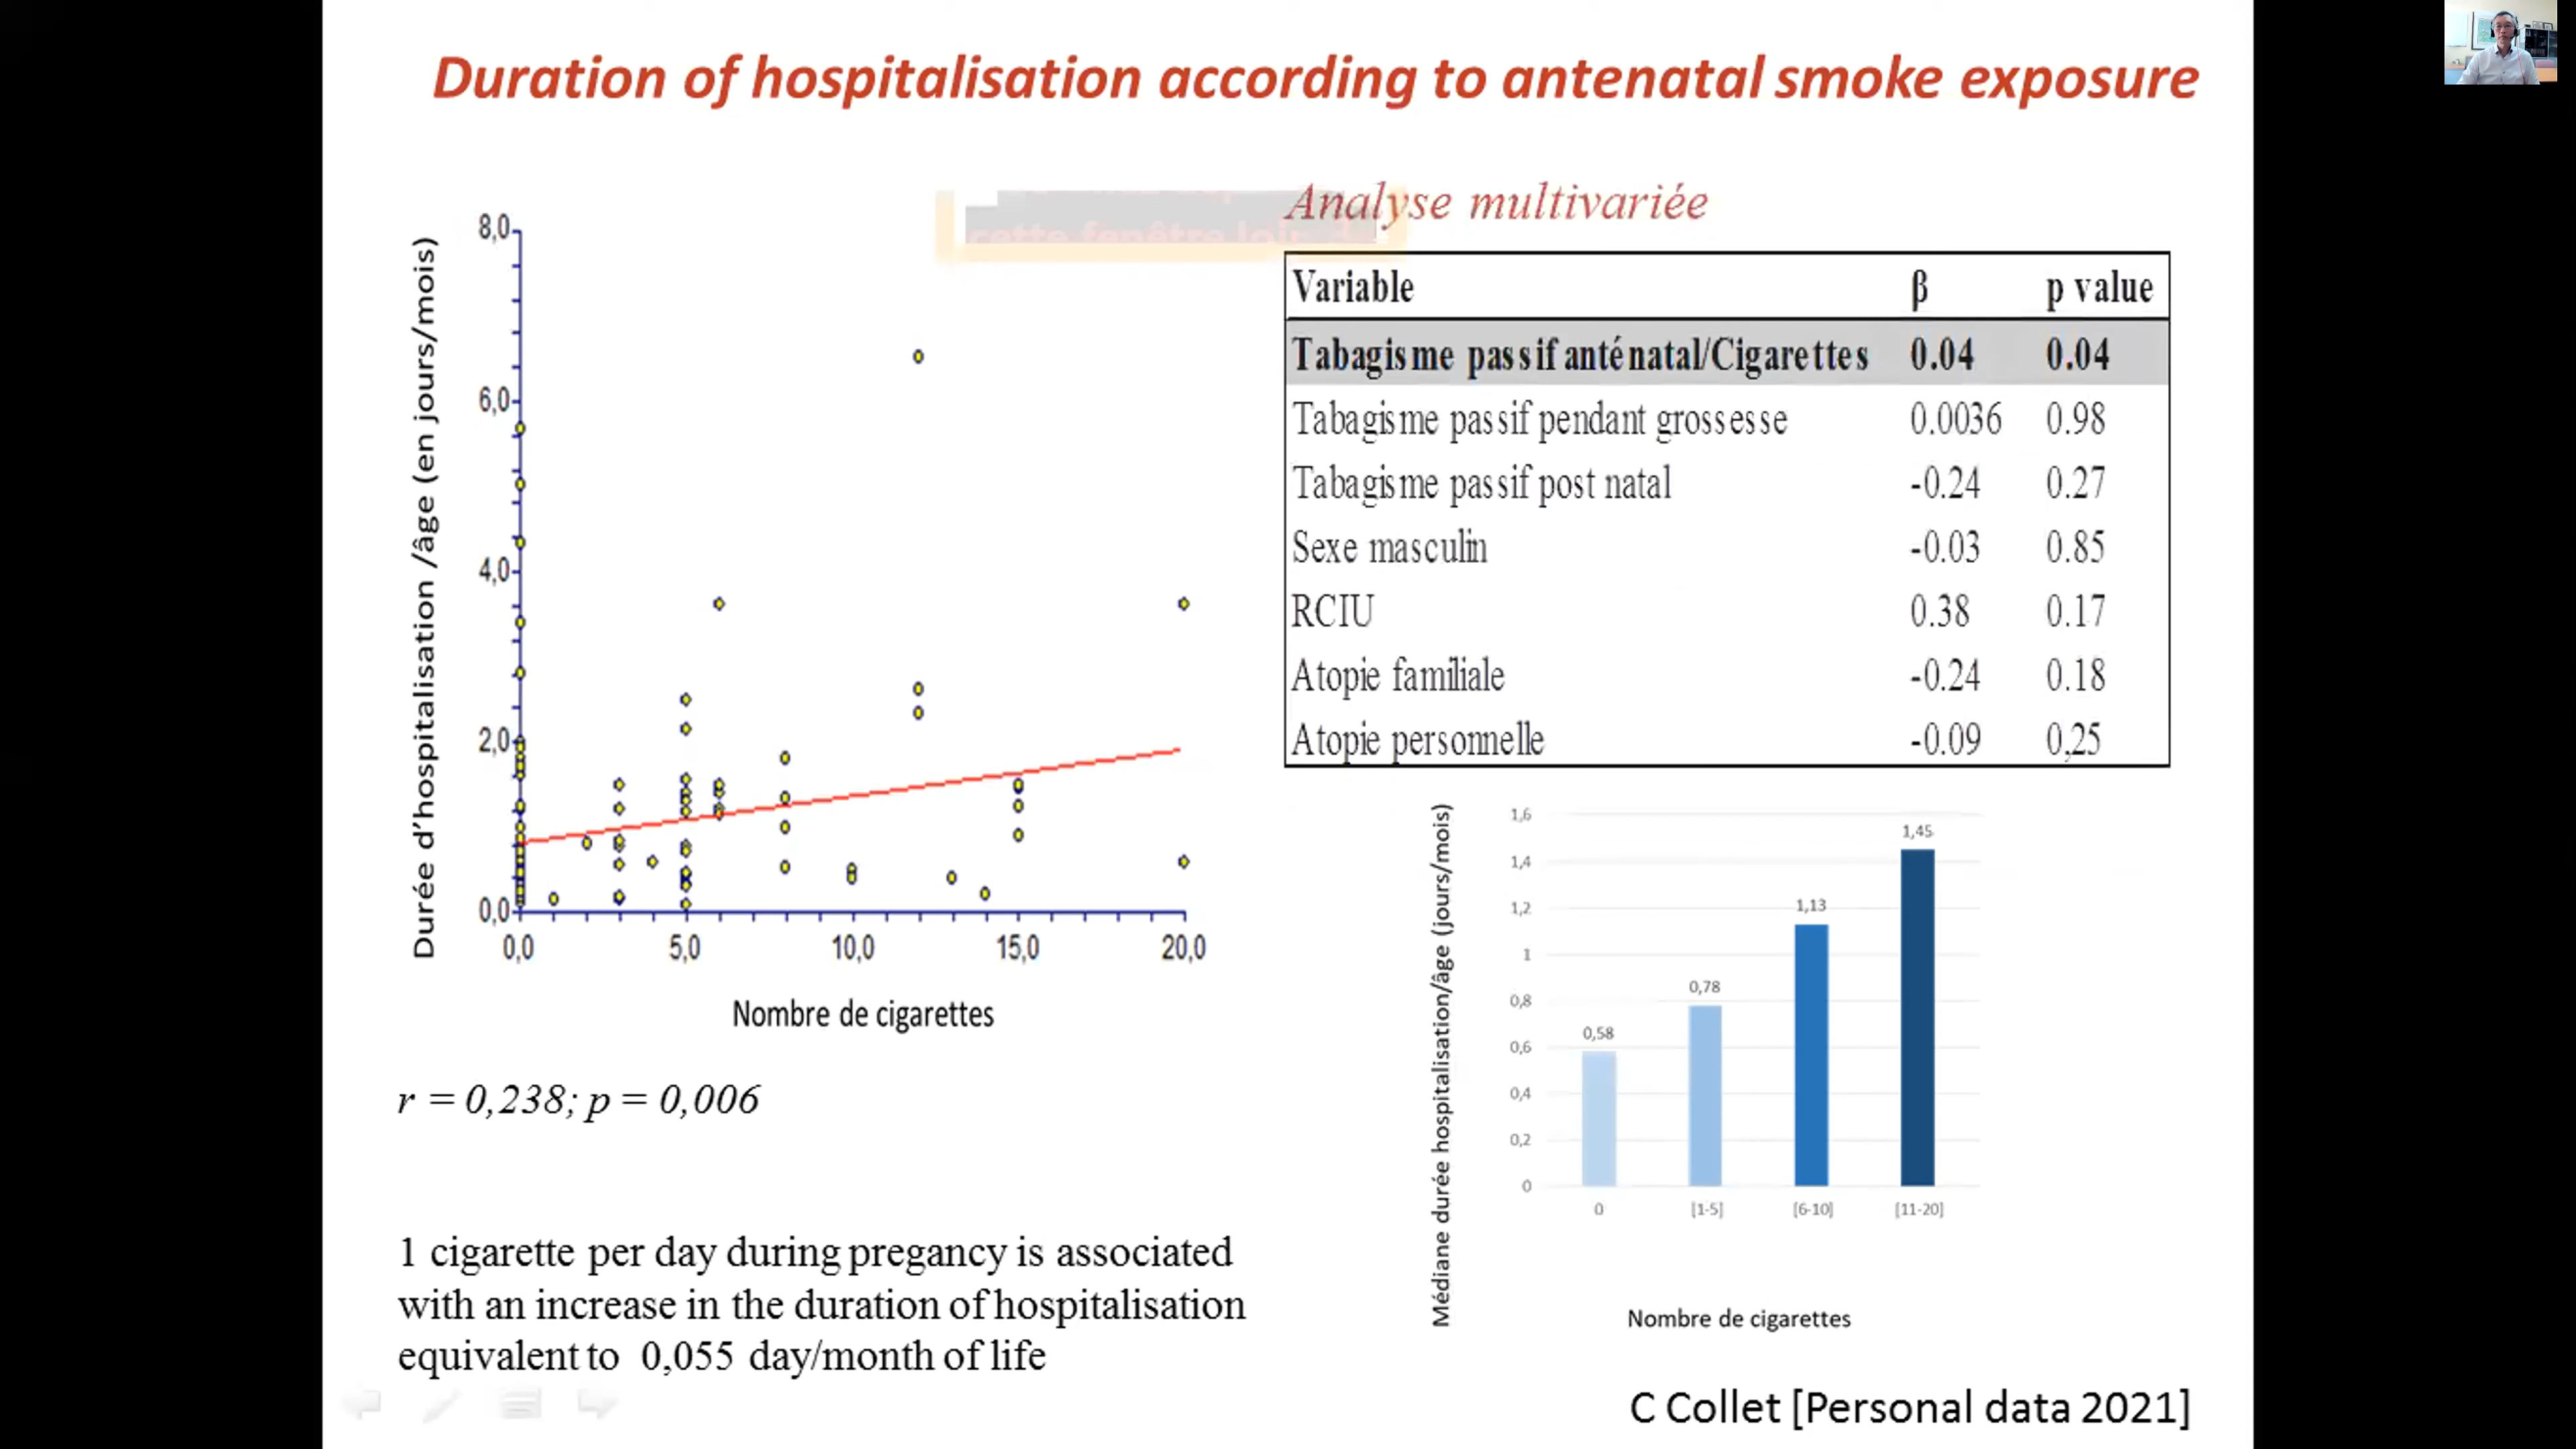 Duration of hospitalisation according to antenatal smoke exposure
cette fenêtre loin
Durée d'hospitalisation /âge (en jours/mois)
8,0
6,0
4,0
2,0
0,0
0,0 5,0 10,0 15,0 20,0
Nombre de cigarettes
r = 0,238; p = 0,006
1 cigarette per day during pregancy is associated
with an increase in the duration of hospitalisation
equivalent to 0,055 day/month of life
Analyse multivariée
Variable β p value
Tabagisme passif anténatal/Cigarettes 0.04 0.04
Tabagisme passif pendant grossesse 0.0036 0.98
Tabagisme passif post natal -0.24 0.27
Sexe masculin -0.03 0.85
RCIU 0.38 0.17
Atopie familiale -0.24 0.18
Atopie personnelle -0.09 0,25
Médiane durée hospitalisation/âge (jours/mois)
1,6
1,4
1,2
1
0,8
0,6
0,4
0,2
0
0,58
0,78
1,13
1,45
0 [1-5] [6-10] [11-20]
Nombre de cigarettes
C Collet [Personal data 2021]